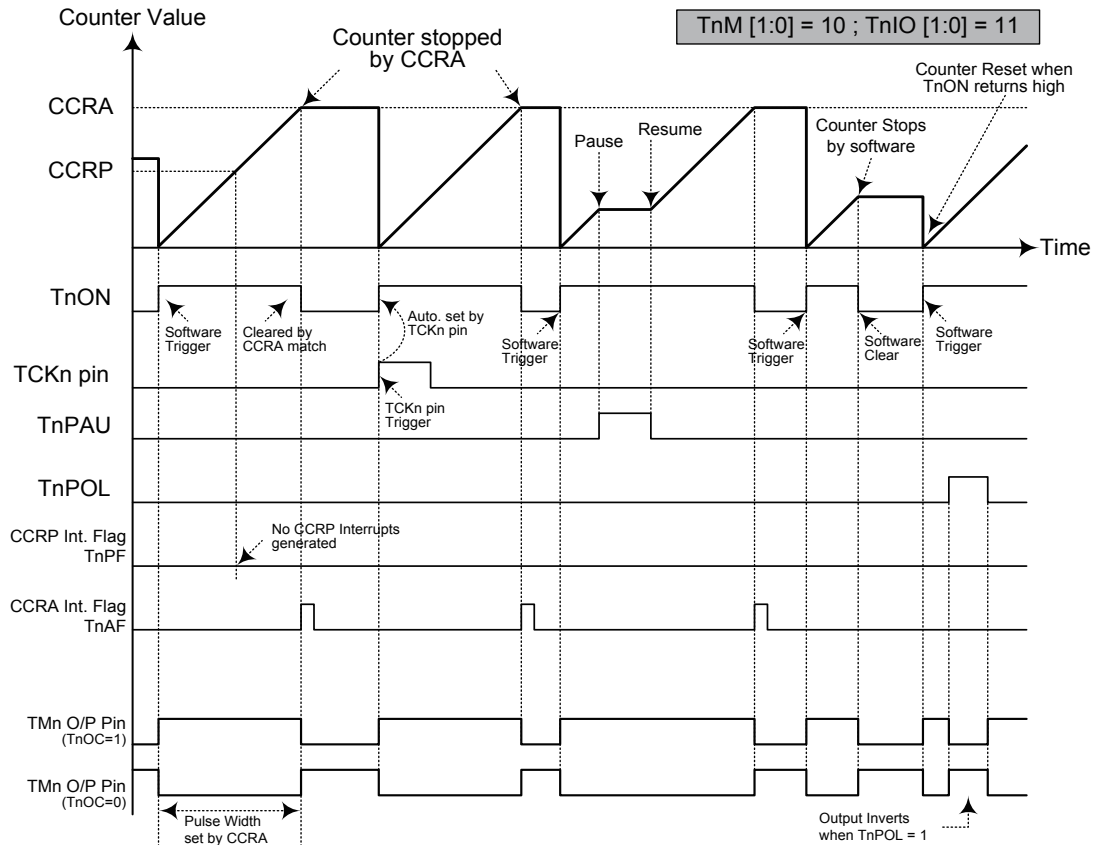 Counter Value
TnM [1:0] = 10 ; TnIO [1:0] = 11
Counter stopped
by CCRA
Counter Reset when
TnON returns high
CCRA
CCRP
Pause
Resume
Counter Stops
by software
Time
TnON
Software
Trigger
Cleared by
CCRA match
Auto. set by
TCKn pin
Software
Trigger
Software
Trigger
Software
Clear
Software
Trigger
TCKn pin
TCKn pin
Trigger
TnPAU
TnPOL
CCRP Int. Flag
TnPF
No CCRP Interrupts
generated
CCRA Int. Flag
TnAF
TMn O/P Pin
(TnOC=1)
TMn O/P Pin
(TnOC=0)
Pulse Width
set by CCRA
Output Inverts
when TnPOL = 1